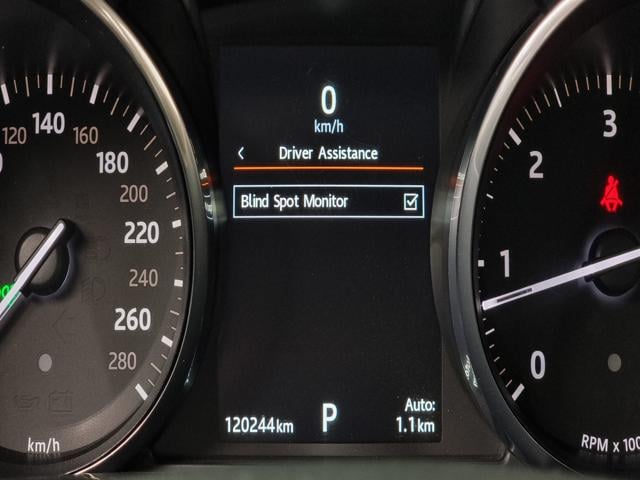 0
km/h
Driver Assistance
Blind Spot Monitor
120244km
P
Auto:
1.1km
120
140
160
180
200
220
240
260
280
km/h
3
2
1
0
RPM x100